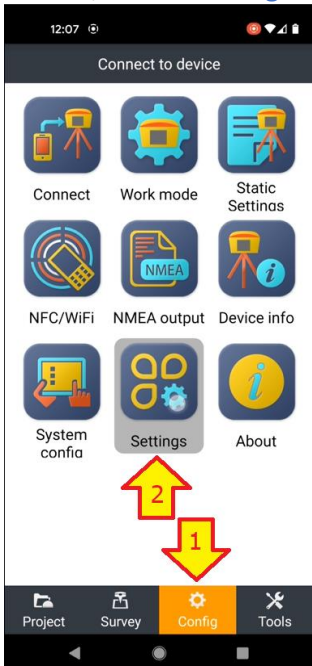 12:07
Connect to device
Connect
Work mode
Static
Settings
NMEA
NFC/WiFi
NMEA output
Device info
System
config
Settings
About
2
1
Project
Survey
Config
Tools